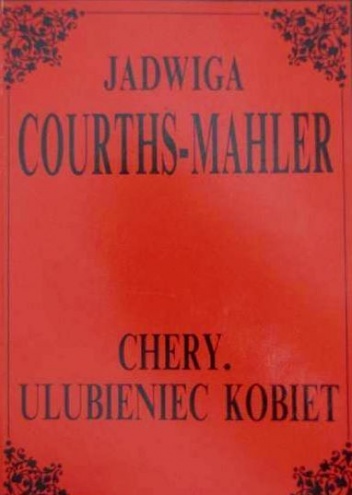 JADWIGA
COURTHS-MAHLER
CHERY.
ULUBIENIEC KOBIET